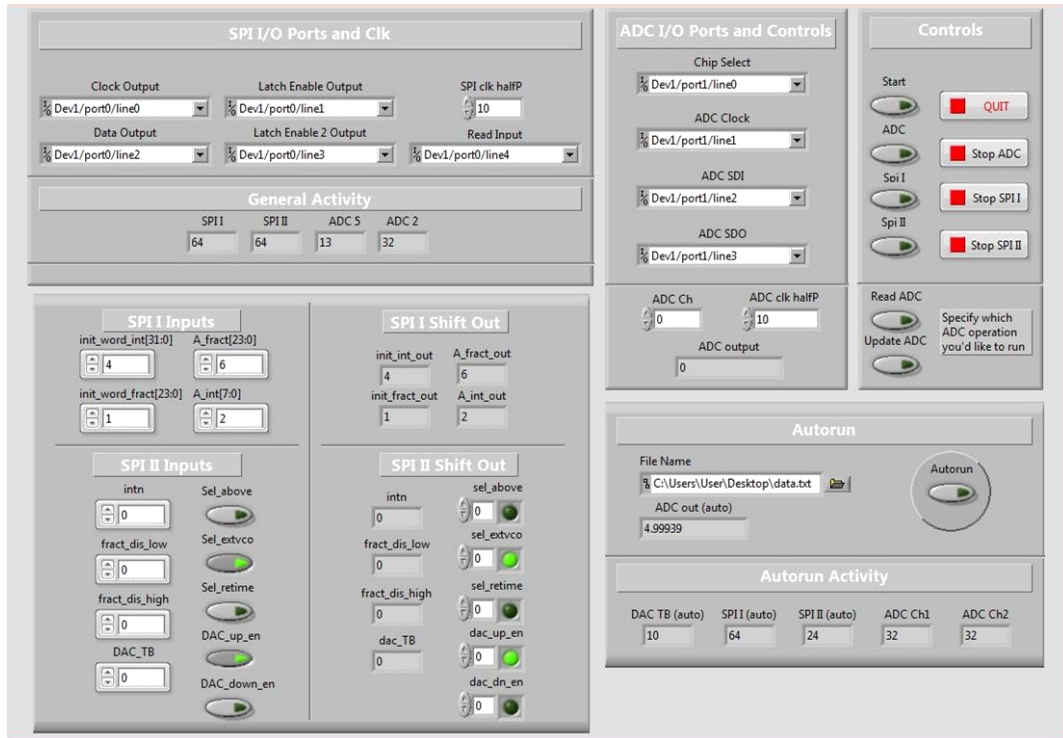 SPI I/O Ports and Clk
Clock Output
Latch Enable Output
SPI clk halfP
Dev1/port0/line0
Dev1/port0/line1
10
Data Output
Latch Enable 2 Output
Read Input
Dev1/port0/line2
Dev1/port0/line3
Dev1/port0/line4
General Activity
SPI I
SPI II
ADC 5
ADC 2
64
64
13
32
ADC I/O Ports and Controls
Chip Select
Dev1/port1/line0
ADC Clock
Dev1/port1/line1
ADC SDI
Dev1/port1/line2
ADC SDO
Dev1/port1/line3
ADC Ch
ADC clk halfP
0
10
ADC output
0
Controls
Start
QUIT
ADC
Stop ADC
Spi I
Stop SPI I
Spi II
Stop SPI II
Read ADC
Update ADC
Specify which
ADC operation
you'd like to run
SPI I Inputs
init_word_int[31:0]
A_fract[23:0]
4
6
init_word_fract[23:0]
A_int[7:0]
1
2
SPI I Shift Out
init_int_out
A_fract_out
4
6
init_fract_out
A_int_out
1
2
SPI II Inputs
intn
Sel_above
0
fract_dis_low
Sel_extvco
0
fract_dis_high
Sel_retime
0
DAC_TB
DAC_up_en
0
DAC_down_en
SPI II Shift Out
intn
sel_above
0
0
fract_dis_low
sel_extvco
0
0
fract_dis_high
sel_retime
0
0
dac_TB
dac_up_en
0
0
dac_dn_en
0
Autorun
File Name
C:\Users\User\Desktop\data.txt
ADC out (auto)
4.99939
Autorun
Autorun Activity
DAC TB (auto)
SPI I (auto)
SPI II (auto)
ADC Ch1
ADC Ch2
10
64
24
32
32